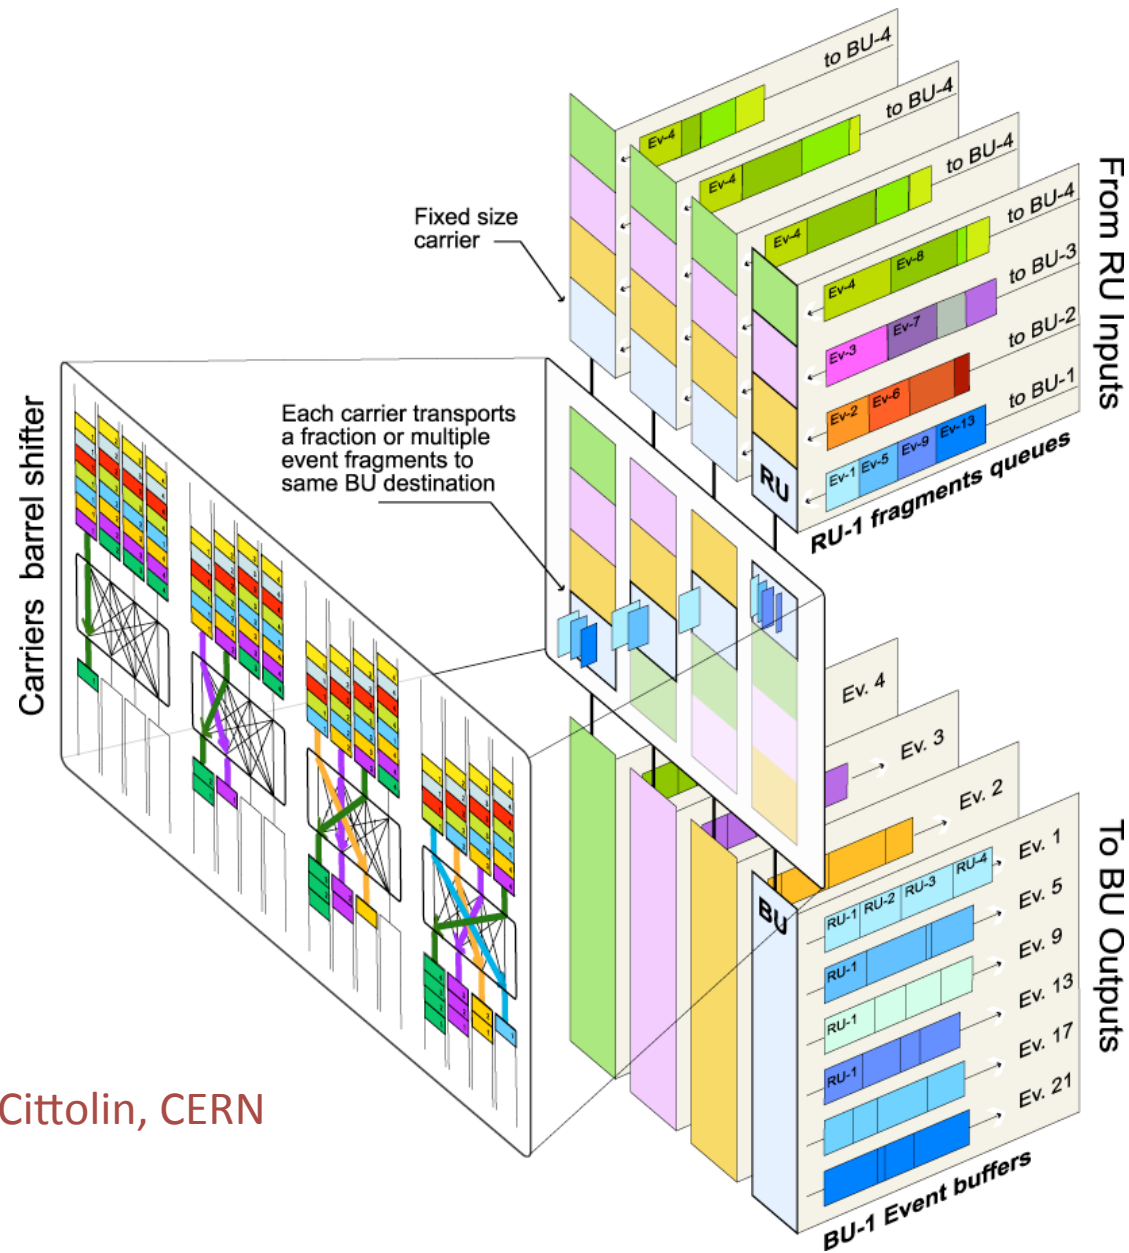 to BU-4
Ev-4
to BU-4
Ev-4
to BU-4
Ev-4
to BU-4
Ev-4
Ev-8
to BU-3
Ev-3
Ev-7
to BU-2
Ev-2
Ev-6
to BU-1
Ev-1
Ev-5
Ev-9
Ev-13
RU
RU-1 fragments queues
From RU Inputs
Fixed size
carrier
Each carrier transports
a fraction or multiple
event fragments to
same BU destination
Carriers barrel shifter
Ev. 4
Ev. 3
Ev. 2
Ev. 1
RU-1
RU-2
RU-3
RU-4
Ev. 5
RU-1
Ev. 9
RU-1
Ev. 13
RU-1
Ev. 17
Ev. 21
BU
BU-1 Event buffers
To BU Outputs
Cittolin, CERN